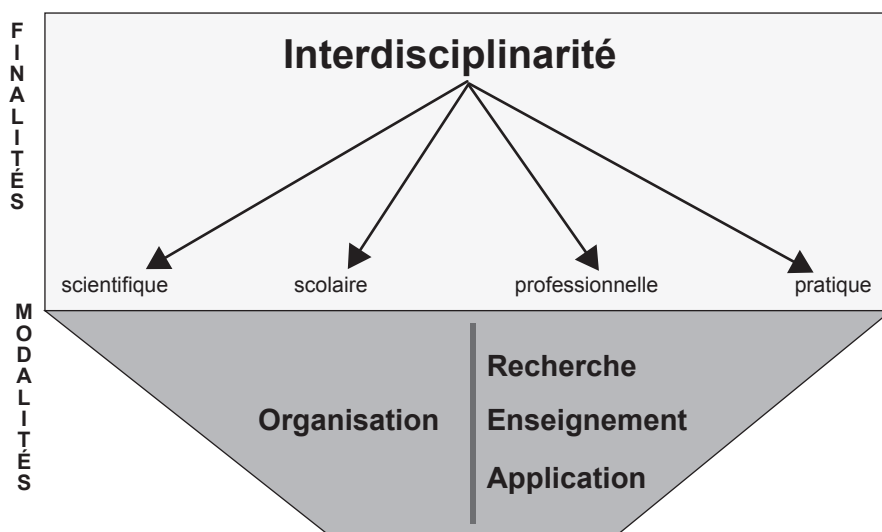 FINALITÉS
Interdisciplinarité
scientifique scolaire professionnelle pratique
MODALITÉS
Organisation
Recherche
Enseignement
Application